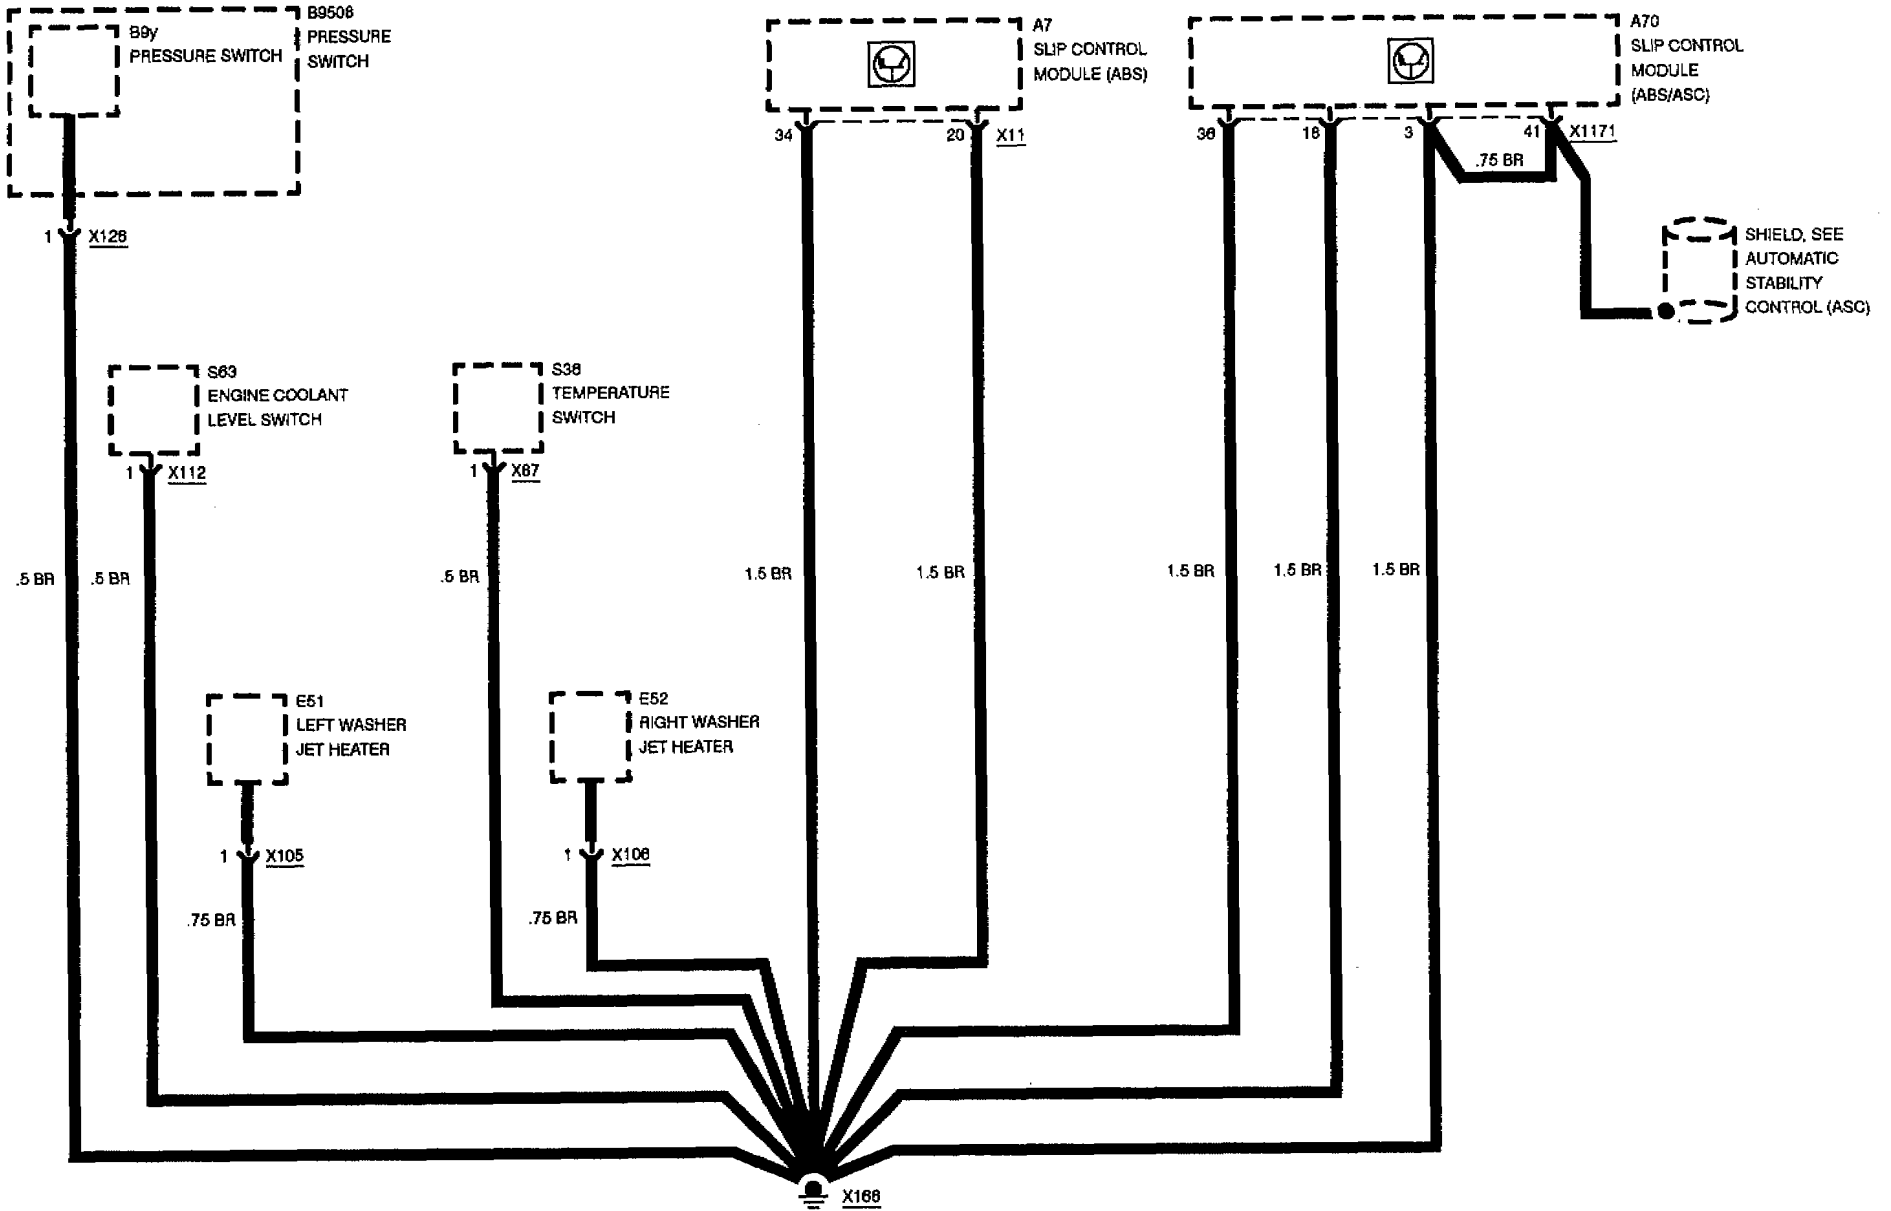 B9y
PRESSURE SWITCH
B9508
PRESSURE
SWITCH
A7
SLIP CONTROL
MODULE (ABS)
A70
SLIP CONTROL
MODULE
(ABS/ASC)
34
20
X11
36
18
3
41
X1171
.75 BR
1
X126
SHIELD, SEE
AUTOMATIC
STABILITY
CONTROL (ASC)
S63
ENGINE COOLANT
LEVEL SWITCH
S36
TEMPERATURE
SWITCH
1
X112
1
X67
.5 BR
.5 BR
.5 BR
1.5 BR
1.5 BR
1.5 BR
1.5 BR
1.5 BR
E51
LEFT WASHER
JET HEATER
E52
RIGHT WASHER
JET HEATER
1
X105
1
X106
.75 BR
.75 BR
X166